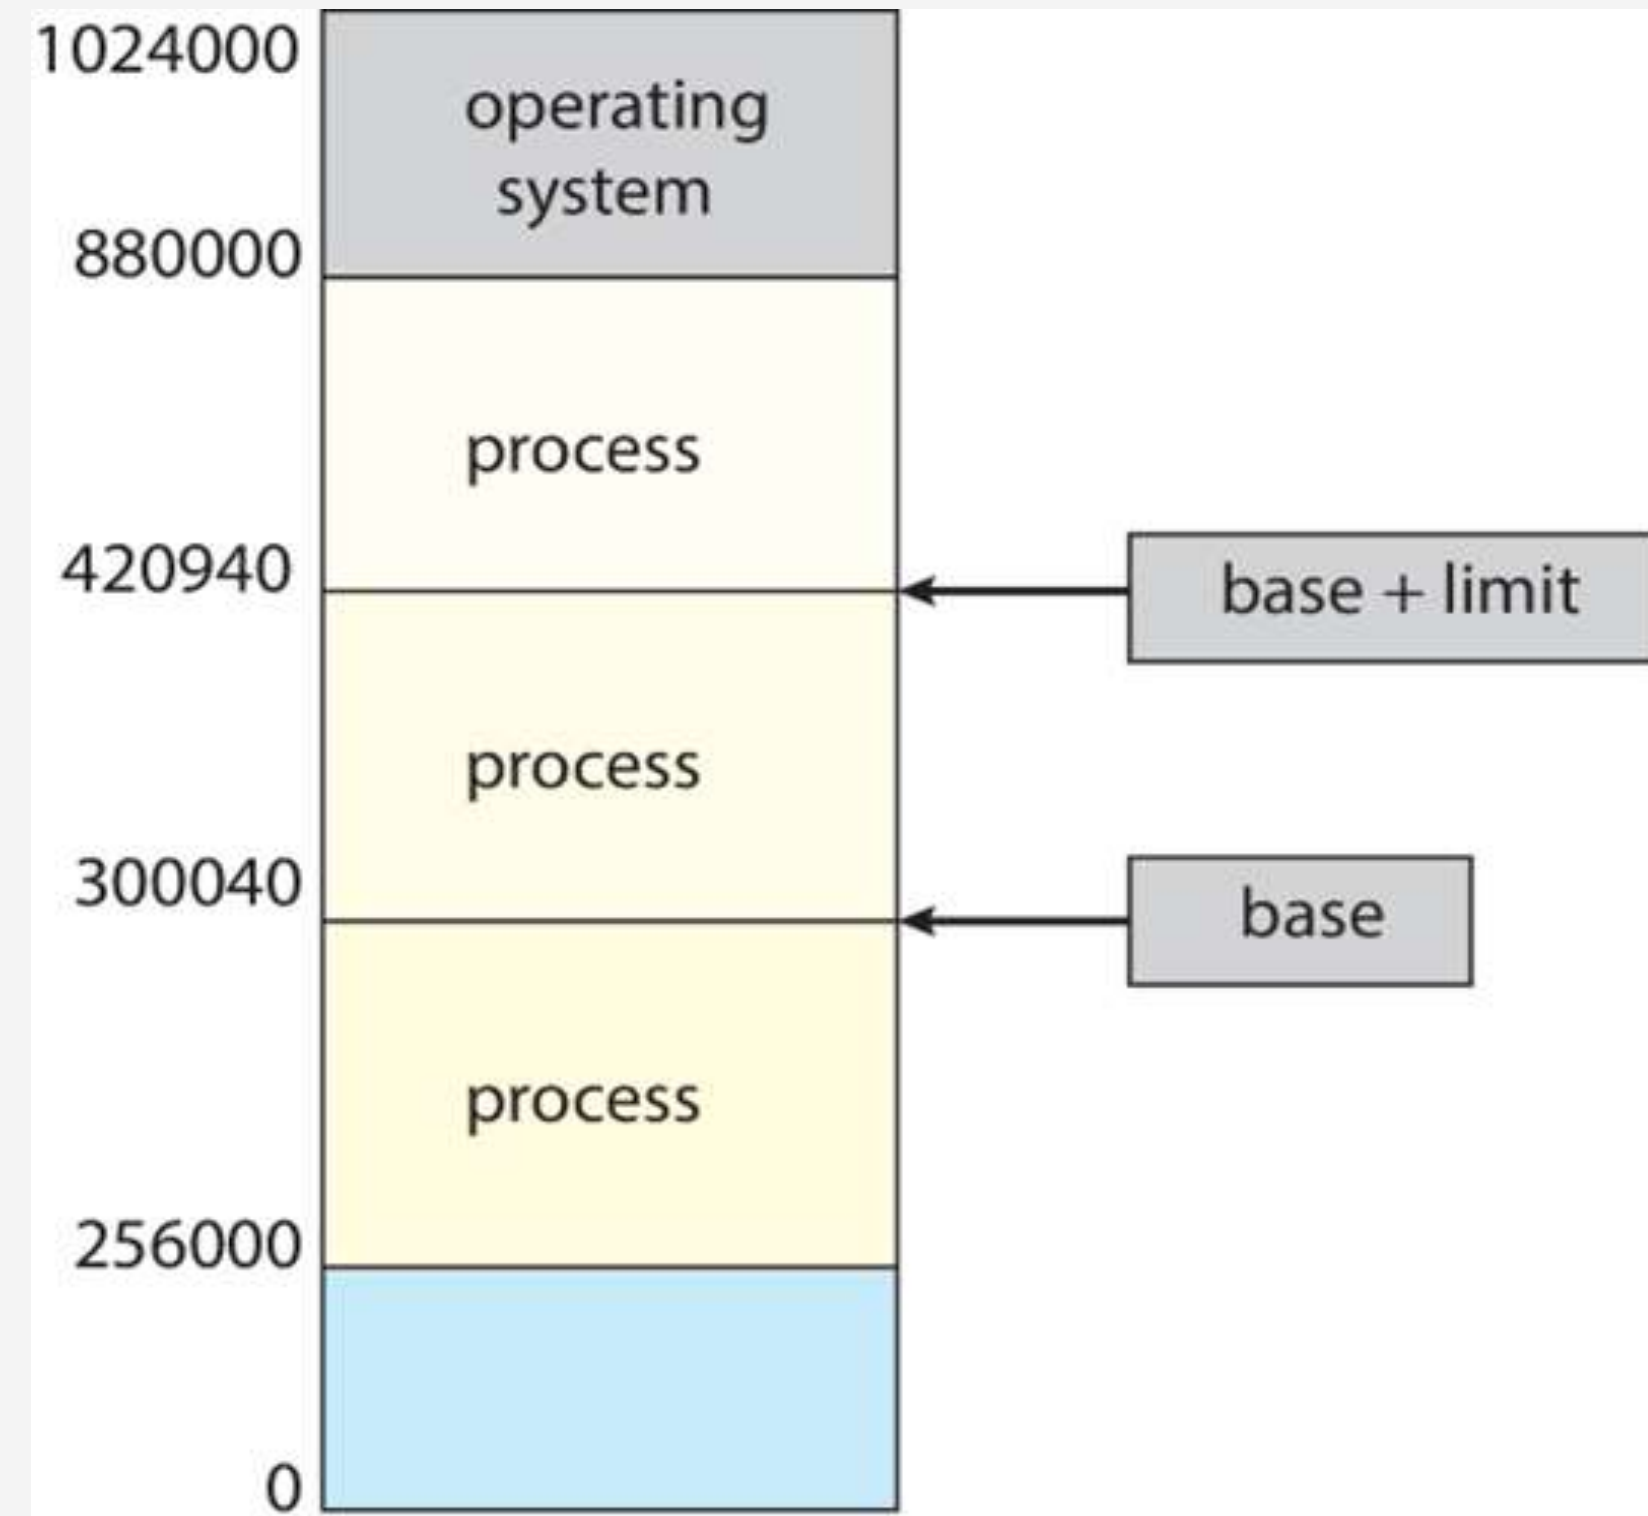 1024000
operating
system
880000
process
420940
base + limit
process
300040
base
process
256000
0